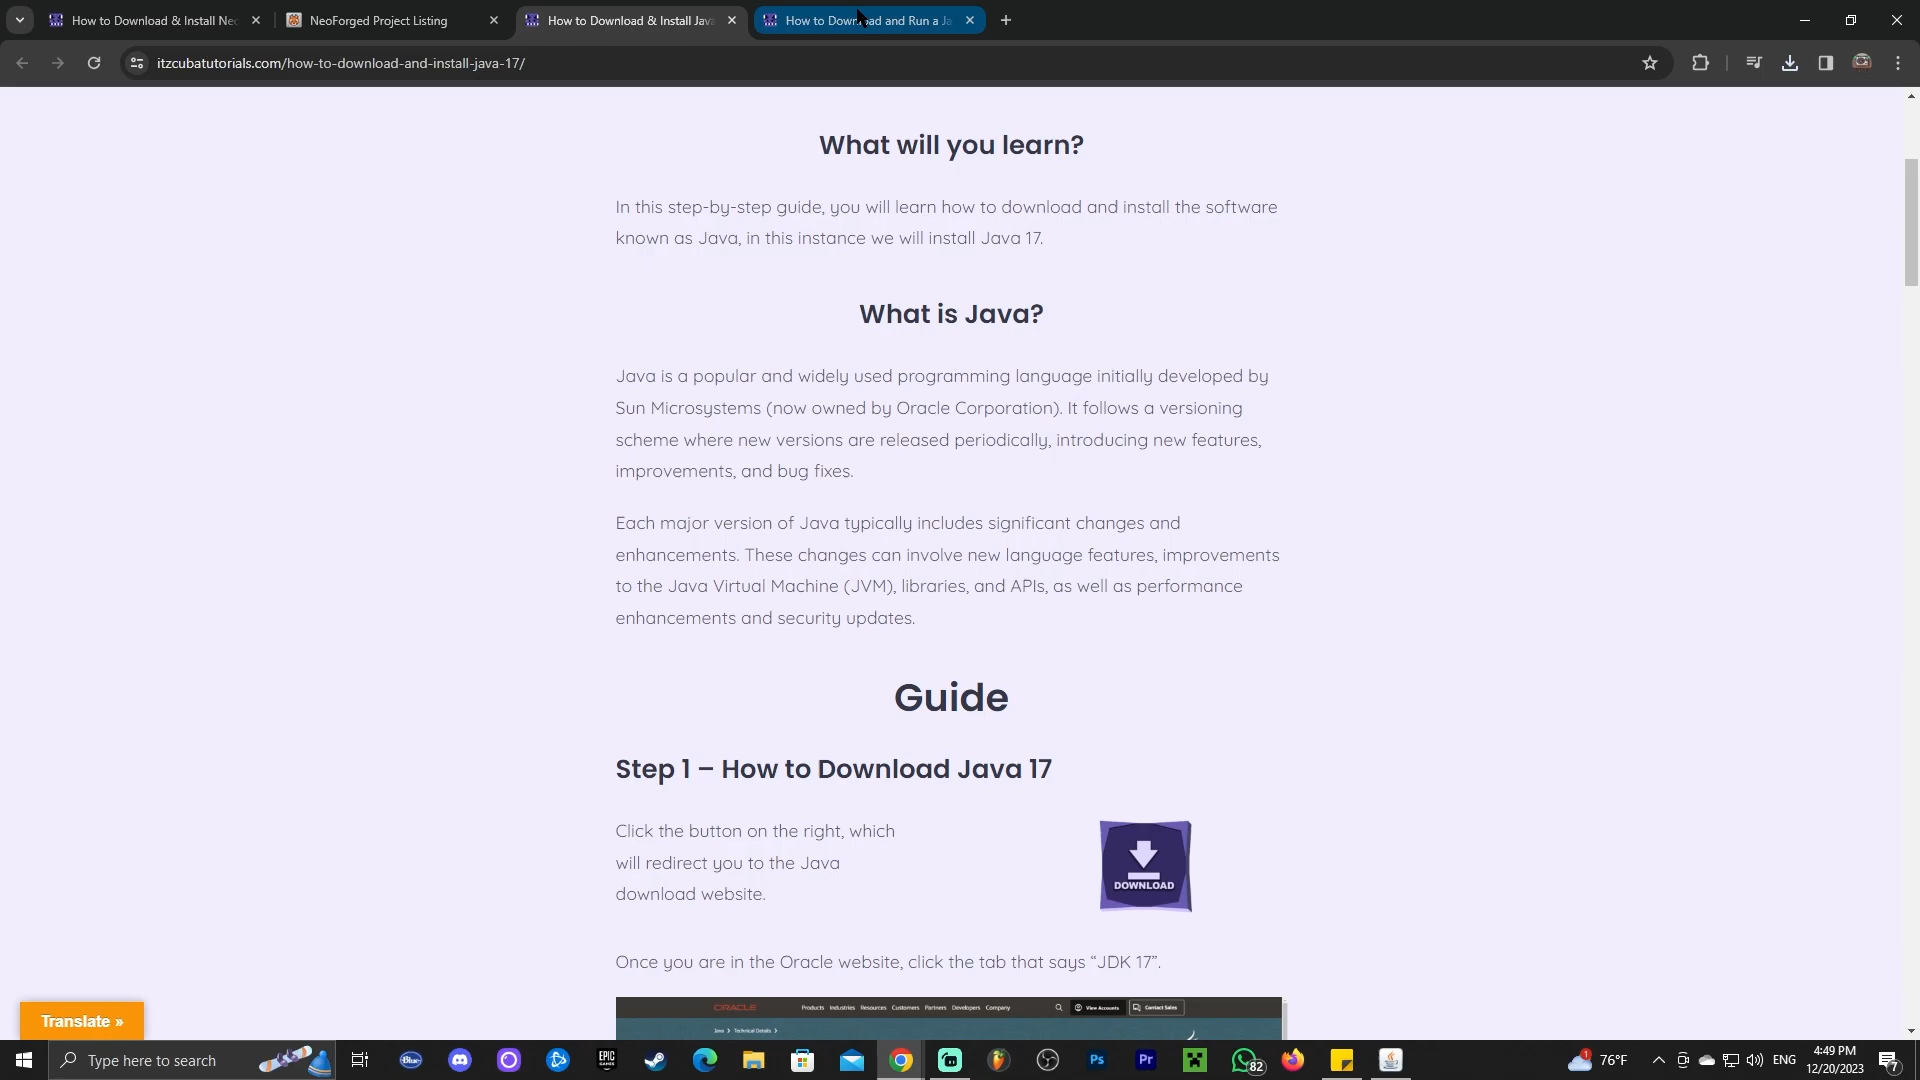 How to Download & Install Neo
NeoForged Project Listing
How to Download & Install Java
How to Download and Run a Ja
itzcubatutorials.com/how-to-download-and-install-java-17/
What will you learn?
In this step-by-step guide, you will learn how to download and install the software
known as Java, in this instance we will install Java 17.
What is Java?
Java is a popular and widely used programming language initially developed by
Sun Microsystems (now owned by Oracle Corporation). It follows a versioning
scheme where new versions are released periodically, introducing new features,
improvements, and bug fixes.
Each major version of Java typically includes significant changes and
enhancements. These changes can involve new language features, improvements
to the Java Virtual Machine (JVM), libraries, and APIs, as well as performance
enhancements and security updates.
Guide
Step 1 – How to Download Java 17
Click the button on the right, which
will redirect you to the Java
download website.
DOWNLOAD
Once you are in the Oracle website, click the tab that says “JDK 17”.
ORACLE Products Industries Resources Customers Partners Developers Company View Accounts Contact Sales
Java > Technical Details >
Translate »
Type here to search
Blue
EPIC GAMES
Ps
Pr
82
1
76°F
ENG
4:49 PM
12/20/2023
7